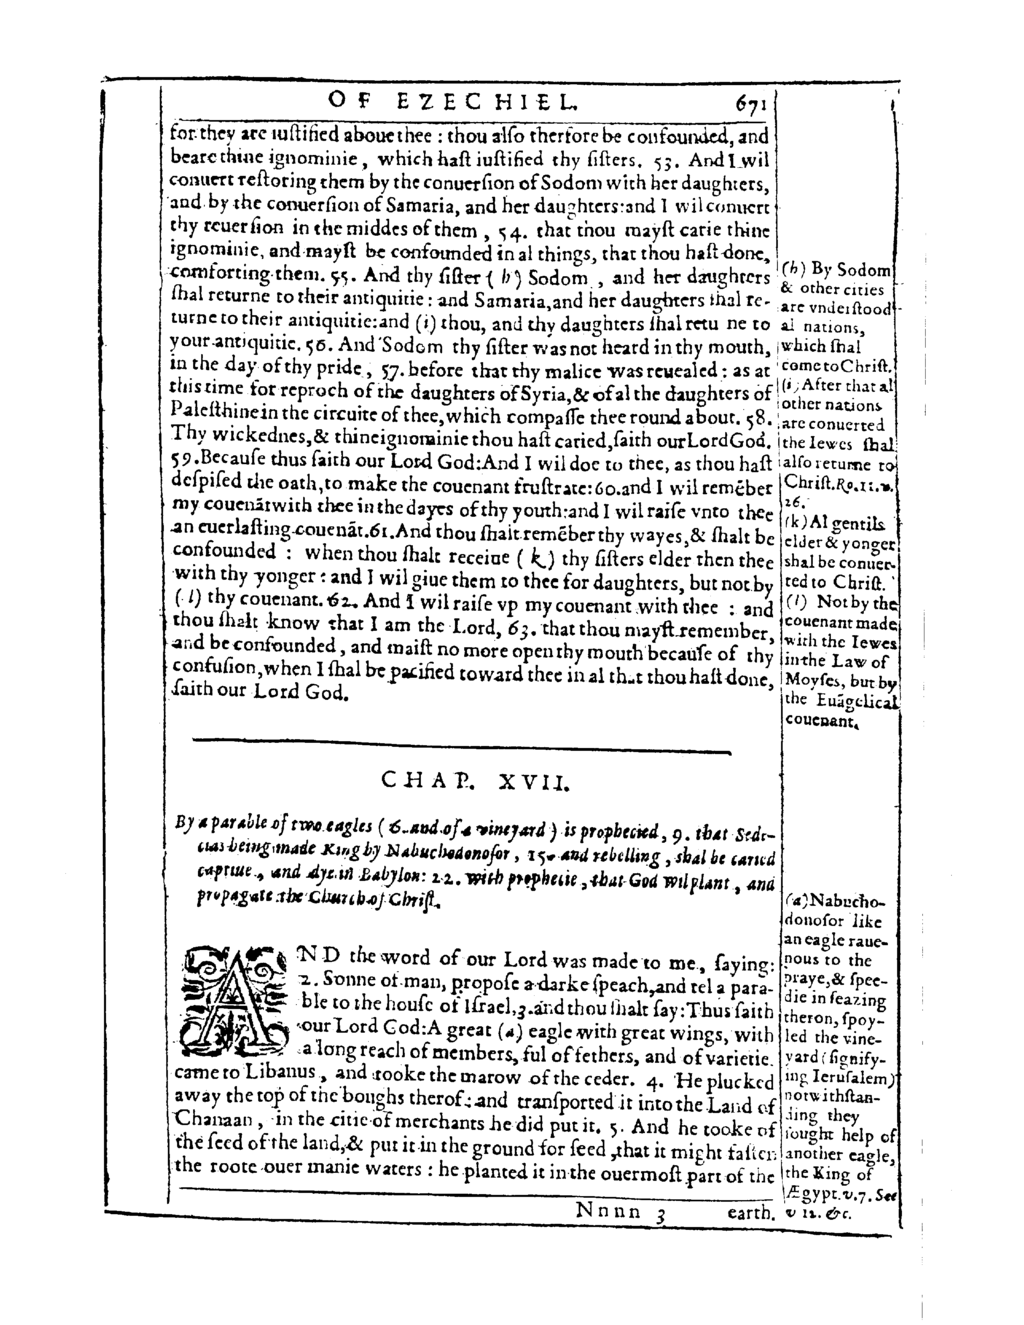 OF EZECHIEL. 671
for they are iustified aboue thee : thou also therfore be confounded, and
beare thine ignominie, which hast iustified thy sisters. 53. And I wil
conuert restoring them by the conuersion of Sodom with her daughters,
and by the conuersion of Samaria, and her daughters:and I wil conuert
thy reuersion in the middes of them, 54. that thou mayst carie thine
ignominie, and mayst be confounded in al things, that thou hast done,
comforting them. 55. And thy sister ( h ) Sodom , and her daughters
shal returne to their antiquitie : and Samaria,and her daughters shal re-
turne to their antiquitie:and (i) thou, and thy daughters shal retu ne to
your antiquitie. 56. And Sodom thy sister was not heard in thy mouth,
in the day of thy pride, 57. before that thy malice was reuealed : as at
this time for reproch of the daughters of Syria,& of al the daughters of
Palesthine in the circuite of thee,which compasse thee round about. 58.
Thy wickednes,& thine ignominie thou hast caried,saith our Lord God.
59.Because thus saith our Lord God:And I wil doe to thee, as thou hast
despised the oath,to make the couenant frustrate:60.and I wil remēber
my couenāt with thee in the dayes of thy youth:and I wil raise vnto thee
an euerlasting couenāt.61.And thou shalt remēber thy wayes,& shalt be
confounded : when thou shalt receiue ( k ) thy sisters elder then thee
with thy yonger : and I wil giue them to thee for daughters, but not by
( l ) thy couenant. 62. And I wil raise vp my couenant with thee : and
thou shalt know that I am the Lord, 63. that thou mayst remember,
and be confounded, and maist no more open thy mouth because of thy
confusion,when I shal be pacified toward thee in al that thou hast done,
saith our Lord God.
(h) By Sodom
& other cities
are vnderstood
al nations,
which shal
come to Christ.
(i) After that al
other nations
are conuerted
the Iewes shal
also returne to
Christ.Ro.11.v.
26.
(k) Al gentils
elder & yonger
shal be conuer-
ted to Christ.
(l) Not by the
couenant made
with the Iewes
in the Law of
Moyses, but by
the Euāgelical
couenant.
CHAP. XVII.
By a parable of two eagles ( 6. and of a vineyard ) is prophecied, 9. that Sede-
cias being made King by Nabuchodonosor, 15. and rebelling, shal be caried
captiue, and dye in Babylon: 22. with prophecie, that God wil plant, and
propagate the Church of Christ.
AND the word of our Lord was made to me, saying:
2. Sonne of man, propose a darke speach,and tel a para-
ble to the house of Israel,3.and thou shalt say:Thus saith
our Lord God:A great (a) eagle with great wings, with
a long reach of members, ful of fethers, and of varietie.
came to Libanus, and tooke the marow of the ceder. 4. He plucked
away the top of the boughs therof : and transported it into the Land of
Chanaan, in the citie of merchants he did put it. 5. And he tooke of
the seed of the land,& put it in the ground for seed ,that it might fasten
the roote ouer manie waters : he planted it in the ouermost part of the
(a)Nabucho-
donosor like
an eagle raue-
nous to the
praye,& spee-
die in seazing
theron, spoy-
led the vine-
yard (signify-
ing Ierusalem)
notwithstan-
ding they
sought help of
another eagle,
the King of
Ægypt.v.7. See
v 12. &c.
Nnnn 3 earth.